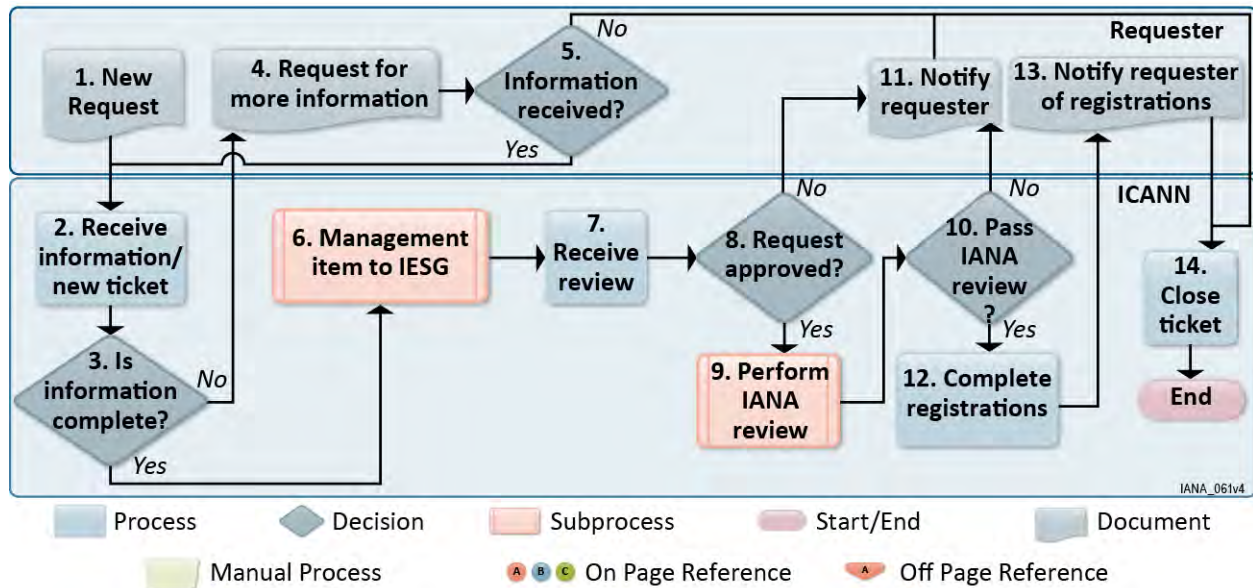 Requester
1. New
Request
4. Request for
more information
5.
Information
received?
No
Yes
11. Notify
requester
13. Notify requester
of registrations
ICANN
2. Receive
information/
new ticket
3. Is
information
complete?
No
Yes
6. Management
item to IESG
7.
Receive
review
8. Request
approved?
No
Yes
9. Perform
IANA
review
10. Pass
IANA
review
?
No
Yes
12. Complete
registrations
14.
Close
ticket
End
IANA_061v4
Process
Decision
Subprocess
Start/End
Document
Manual Process
A B C On Page Reference
A Off Page Reference